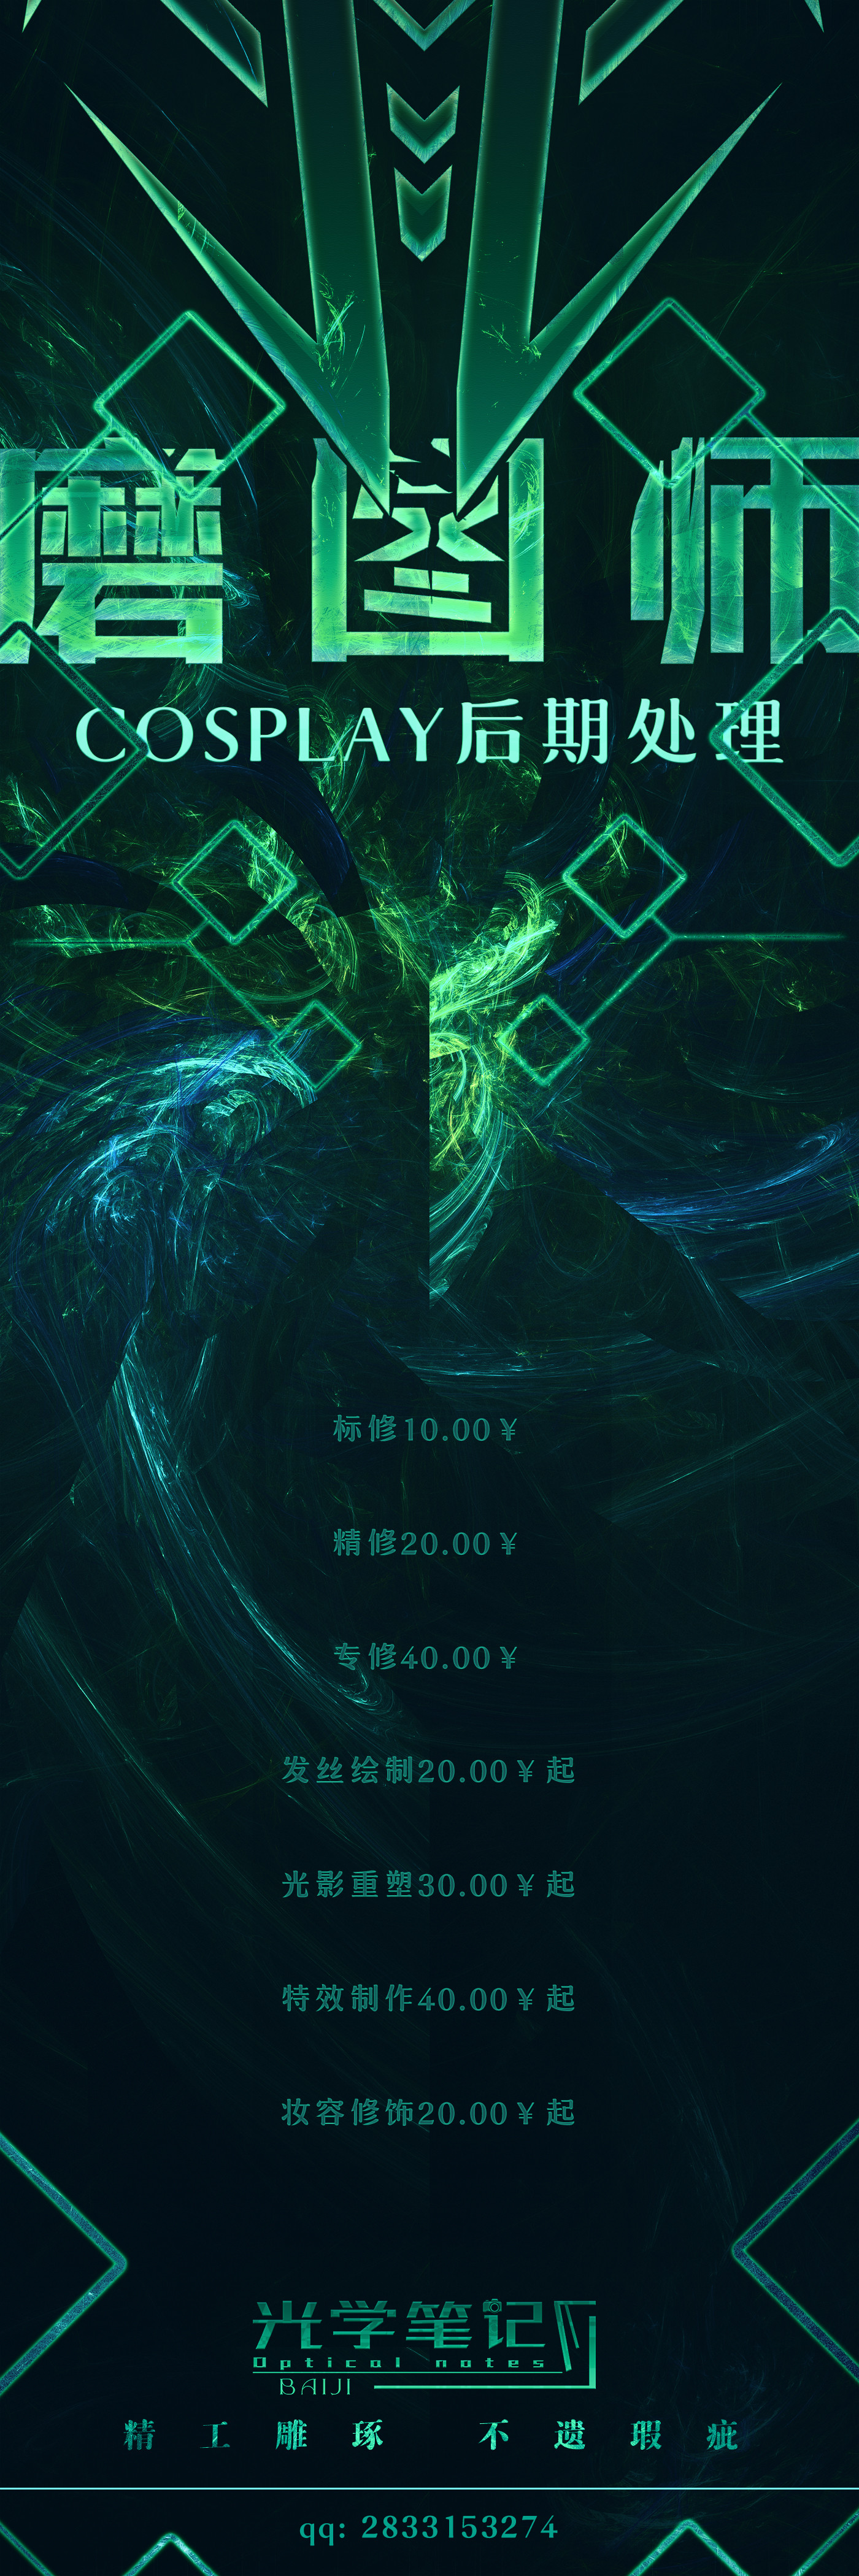 磨图师
COSPLAY后期处理
标修10.00¥
精修20.00¥
专修40.00¥
发丝绘制20.00¥起
光影重塑30.00¥起
特效制作40.00¥起
妆容修饰20.00¥起
光学笔记
Optical notes
BAIJI
精工雕琢 不遗瑕疵
qq: 2833153274